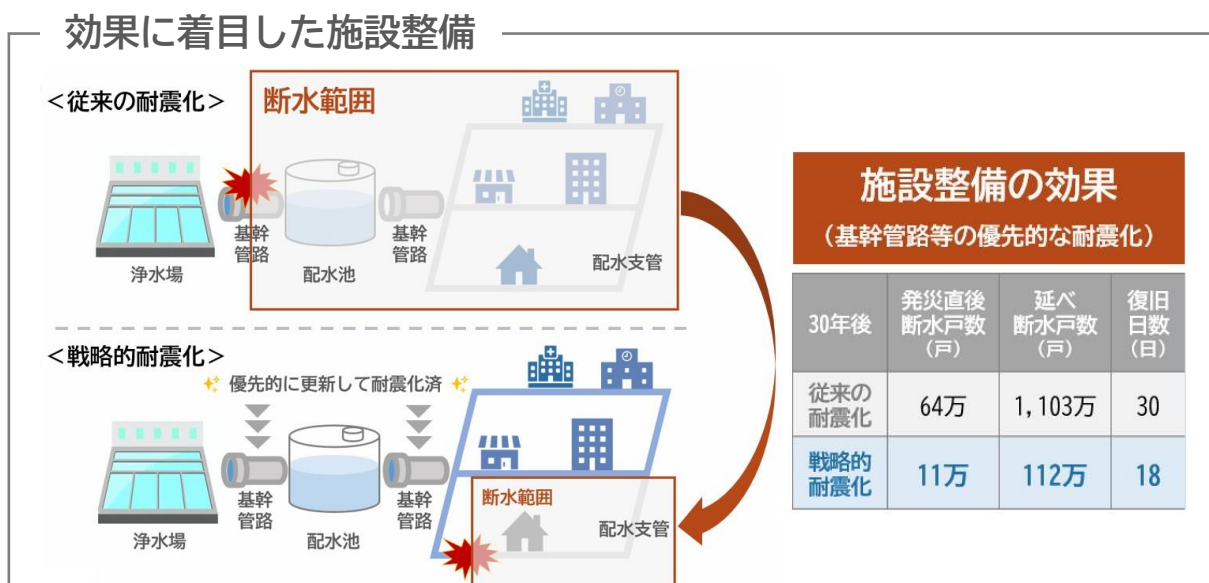 効果に着目した施設整備
<従来の耐震化>
断水範囲
基幹
管路
基幹
管路
浄水場
配水池
配水支管
<戦略的耐震化>
優先的に更新して耐震化済
基幹
管路
基幹
管路
断水範囲
浄水場
配水池
配水支管
施設整備の効果
(基幹管路等の優先的な耐震化)
30年後
発災直後
断水戸数
(戸)
延べ
断水戸数
(戸)
復旧
日数
(日)
従来の
耐震化
64万
1,103万
30
戦略的
耐震化
11万
112万
18